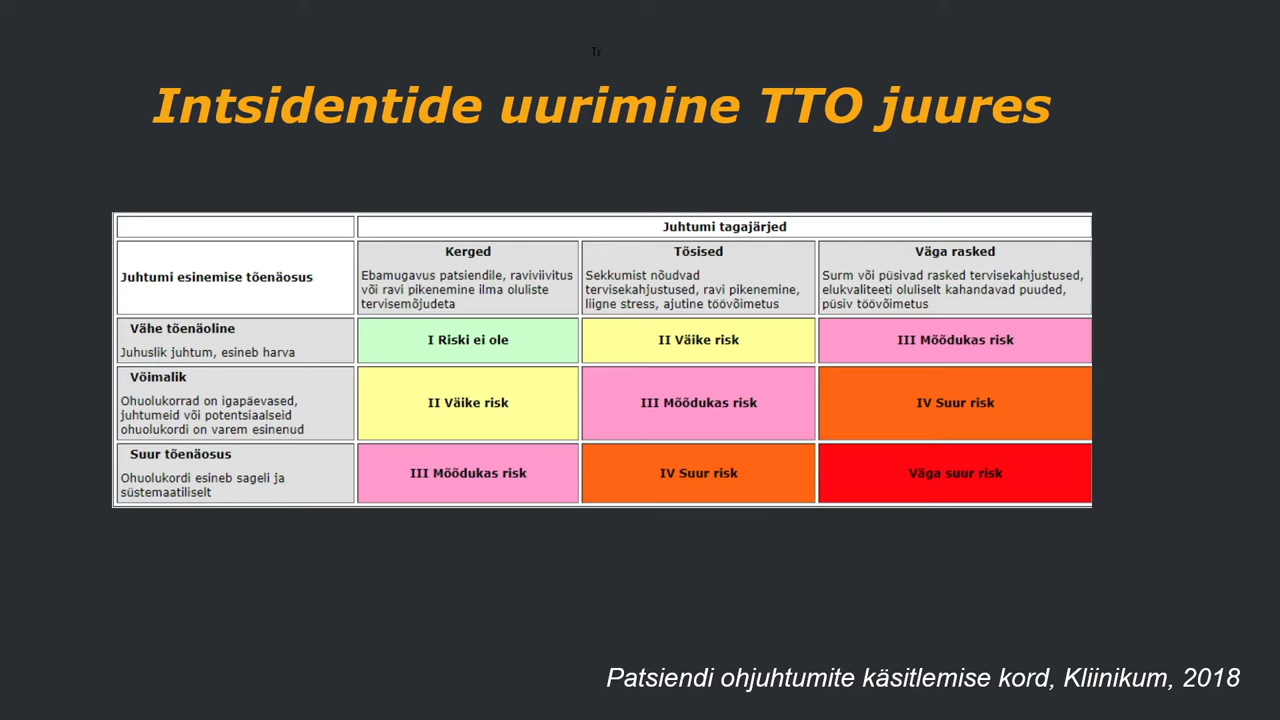 Tr
Intsidentide uurimine TTO juures
Juhtumi tagajärjed
Juhtumi esinemise tõenäosus
Kerged
Ebamugavus patsiendile, raviviivitus
või ravi pikenemine ilma oluliste
tervisemõjudeta
Tõsised
Sekkumist nõudvad
tervisekahjustused, ravi pikenemine,
liigne stress, ajutine töövõimetus
Väga rasked
Surm või püsivad rasked tervisekahjustused,
elukvaliteeti oluliselt kahandavad puuded,
püsiv töövõimetus
Vähe tõenäoline
Juhuslik juhtum, esineb harva
I Riski ei ole
II Väike risk
III Mõõdukas risk
Võimalik
Ohuolukorrad on igapäevased,
juhtumeid või potentsiaalseid
ohuolukordi on varem esinenud
II Väike risk
III Mõõdukas risk
IV Suur risk
Suur tõenäosus
Ohuolukordi esineb sageli ja
süstemaatiliselt
III Mõõdukas risk
IV Suur risk
Väga suur risk
Patsiendi ohjuhtumite käsitlemise kord, Kliinikum, 2018